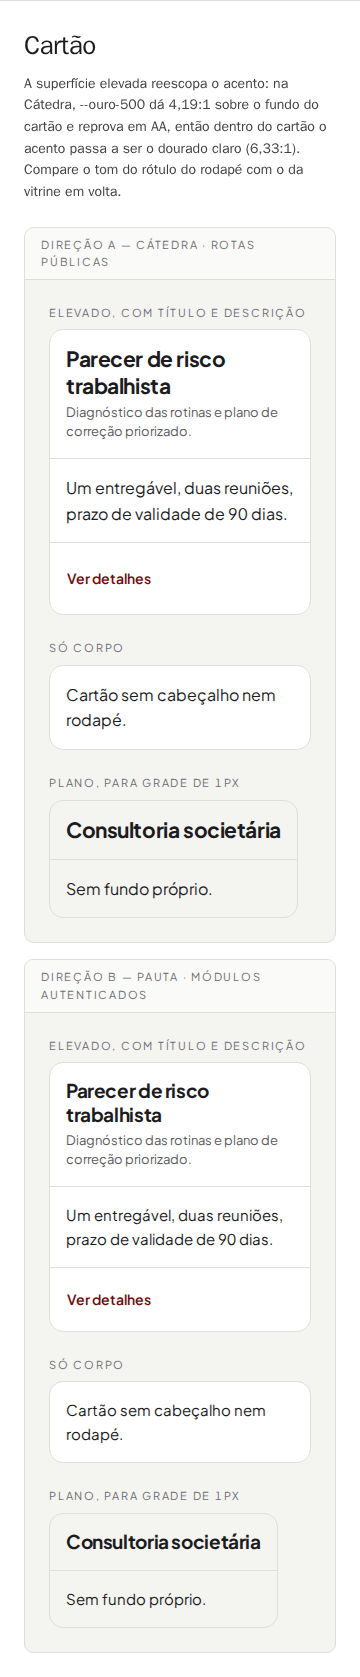 Cartão
A superfície elevada reescopa o acento: na
Cátedra, --ouro-500 dá 4,19:1 sobre o fundo do
cartão e reprova em AA, então dentro do cartão o
acento passa a ser o dourado claro (6,33:1).
Compare o tom do rótulo do rodapé com o da
vitrine em volta.
DIREÇÃO A — CÁTEDRA · ROTAS
PÚBLICAS
ELEVADO, COM TÍTULO E DESCRIÇÃO
Parecer de risco
trabalhista
Diagnóstico das rotinas e plano de
correção priorizado.
Um entregável, duas reuniões,
prazo de validade de 90 dias.
Ver detalhes
SÓ CORPO
Cartão sem cabeçalho nem
rodapé.
PLANO, PARA GRADE DE 1PX
Consultoria societária
Sem fundo próprio.
DIREÇÃO B — PAUTA · MÓDULOS
AUTENTICADOS
ELEVADO, COM TÍTULO E DESCRIÇÃO
Parecer de risco
trabalhista
Diagnóstico das rotinas e plano de
correção priorizado.
Um entregável, duas reuniões,
prazo de validade de 90 dias.
Ver detalhes
SÓ CORPO
Cartão sem cabeçalho nem
rodapé.
PLANO, PARA GRADE DE 1PX
Consultoria societária
Sem fundo próprio.